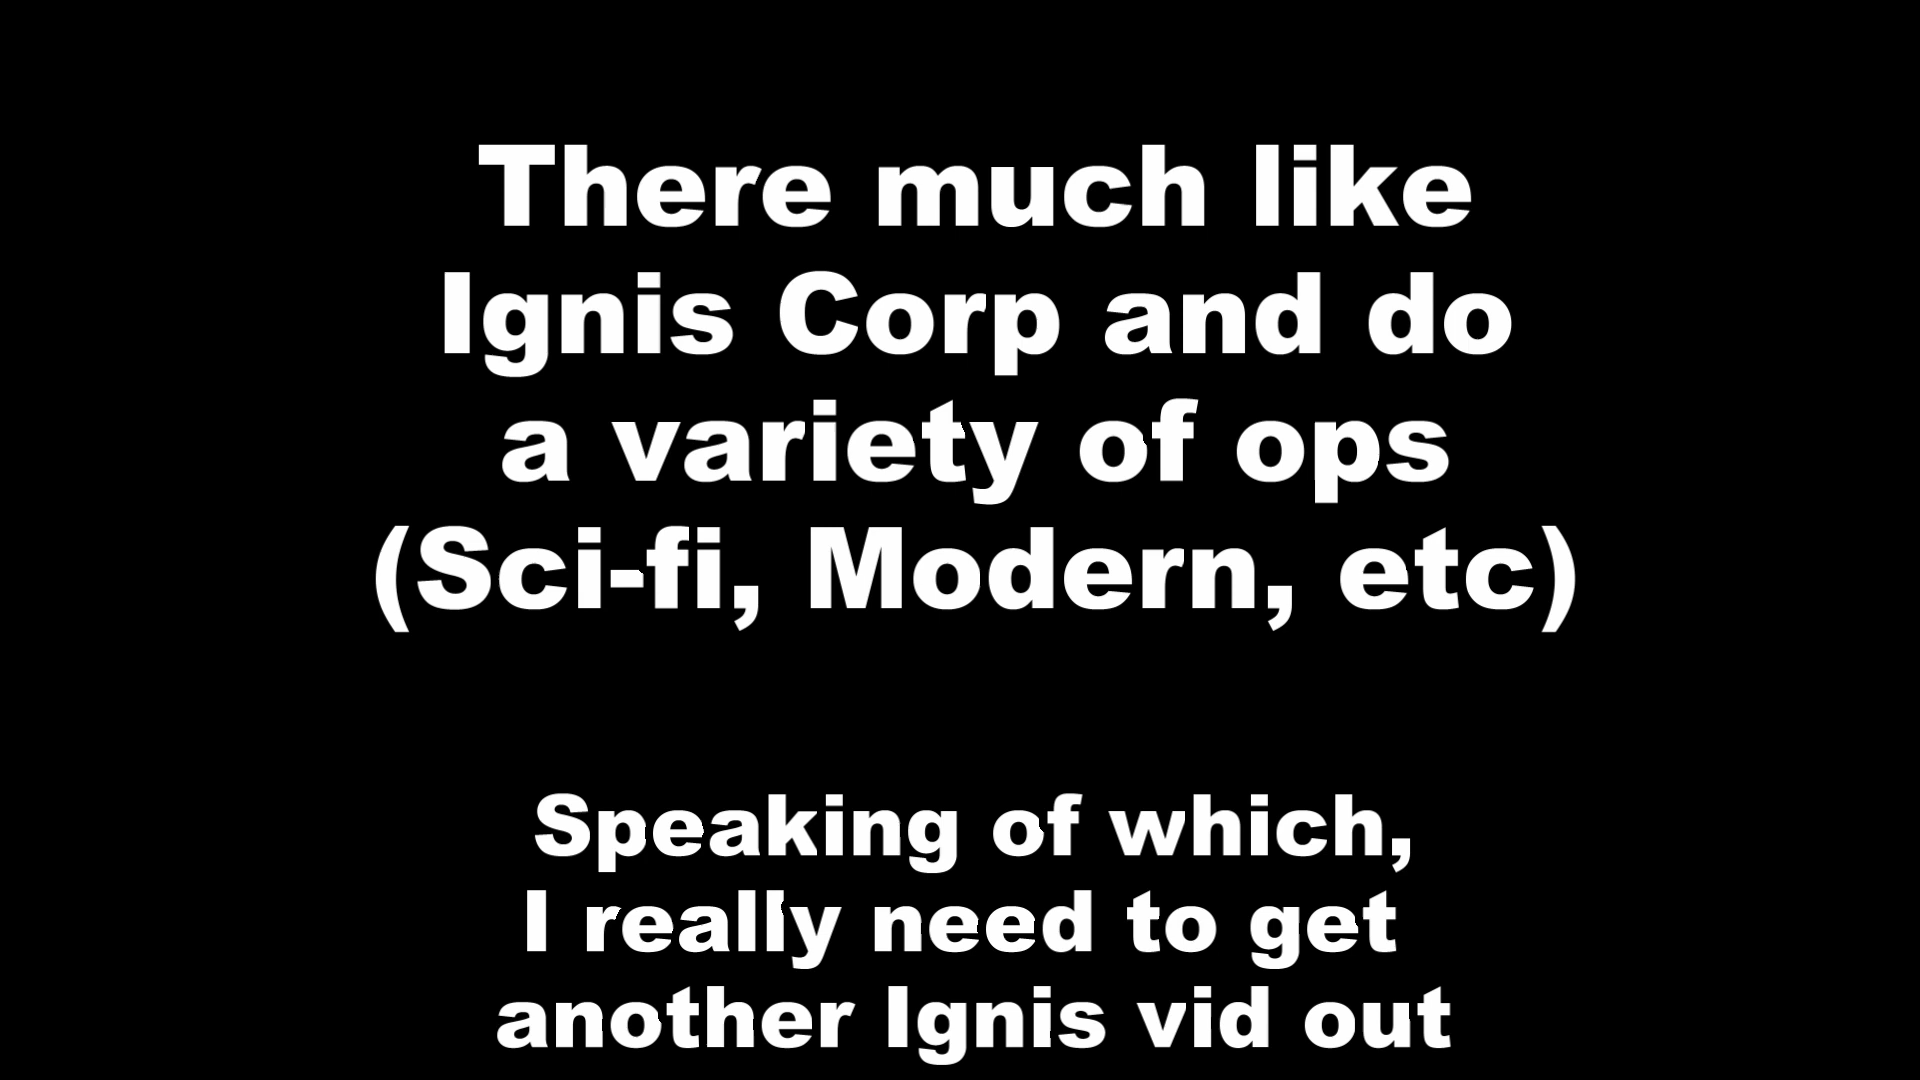 There much like
Ignis Corp and do
a variety of ops
(Sci-fi, Modern, etc)
Speaking of which,
I really need to get
another Ignis vid out